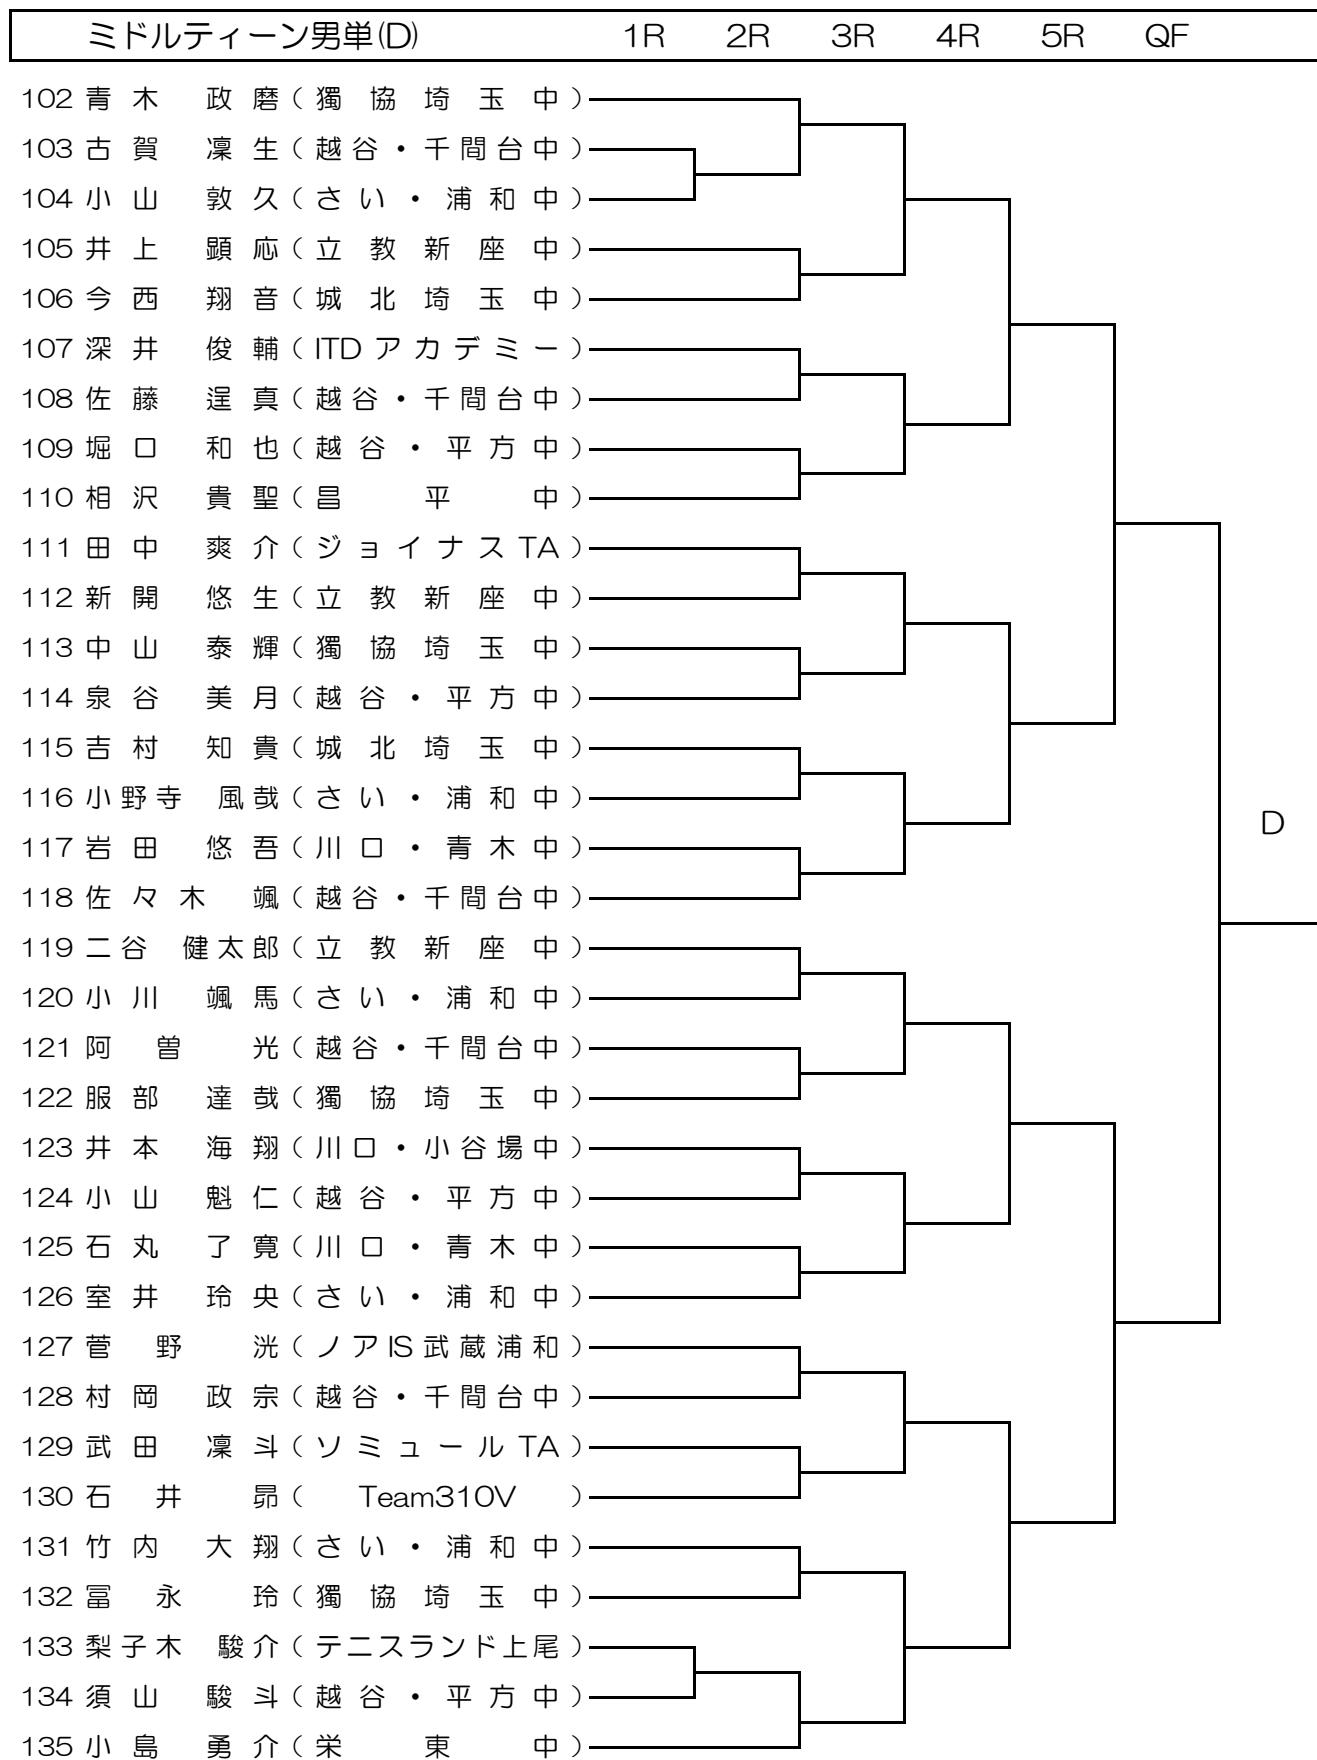 ミドルティーン男単(D) 1R 2R 3R 4R 5R QF
102 青木 政磨（獨協埼玉中）
103 古賀 凜生（越谷・千間台中）
104 小山 敦久（さい・浦和中）
105 井上 顕応（立教新座中）
106 今西 翔音（城北埼玉中）
107 深井 俊輔（ITDアカデミー）
108 佐藤 逞真（越谷・千間台中）
109 堀口 和也（越谷・平方中）
110 相沢 貴聖（昌平中）
111 田中 爽介（ジョイナスTA）
112 新開 悠生（立教新座中）
113 中山 泰輝（獨協埼玉中）
114 泉谷 美月（越谷・平方中）
115 吉村 知貴（城北埼玉中）
116 小野寺 風哉（さい・浦和中）
117 岩田 悠吾（川口・青木中）
D
118 佐々木 颯（越谷・千間台中）
119 二谷 健太郎（立教新座中）
120 小川 颯馬（さい・浦和中）
121 阿曽 光（越谷・千間台中）
122 服部 達哉（獨協埼玉中）
123 井本 海翔（川口・小谷場中）
124 小山 魁仁（越谷・平方中）
125 石丸 了寛（川口・青木中）
126 室井 玲央（さい・浦和中）
127 菅野 洸（ノアIS武蔵浦和）
128 村岡 政宗（越谷・千間台中）
129 武田 凜斗（ソミュールTA）
130 石井 昴（Team310V）
131 竹内 大翔（さい・浦和中）
132 冨永 玲（獨協埼玉中）
133 梨子木 駿介（テニスランド上尾）
134 須山 駿斗（越谷・平方中）
135 小島 勇介（栄東中）